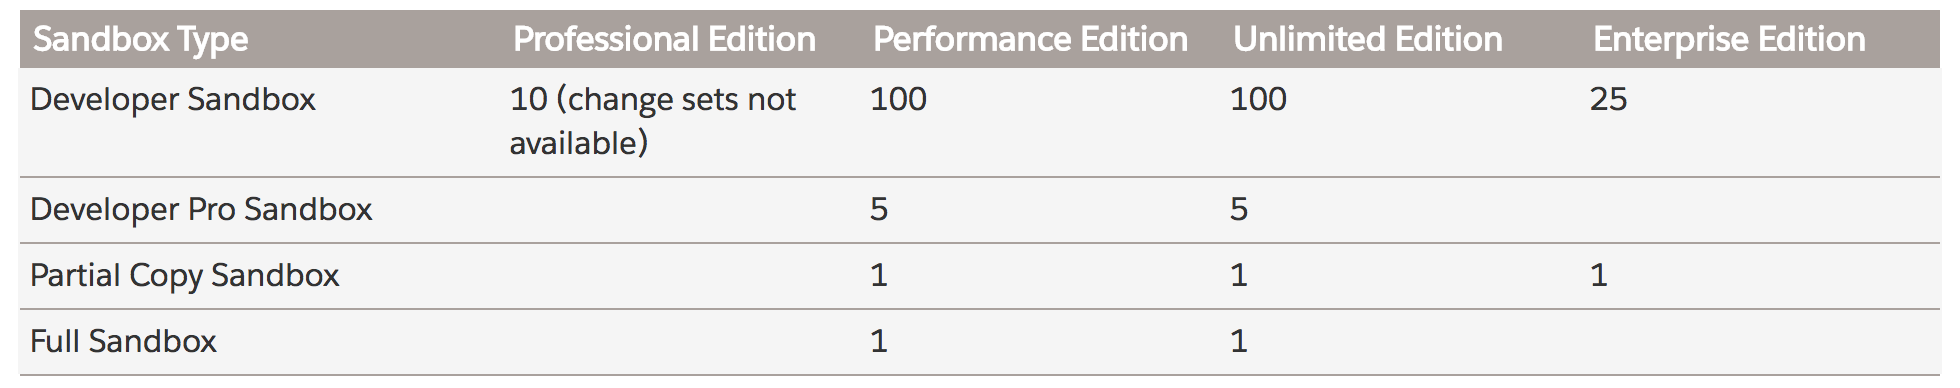 Sandbox Type Professional Edition Performance Edition Unlimited Edition Enterprise Edition
Developer Sandbox 10 (change sets not 100 100 25
available)
Developer Pro Sandbox 5 5
Partial Copy Sandbox 1 1 1
Full Sandbox 1 1